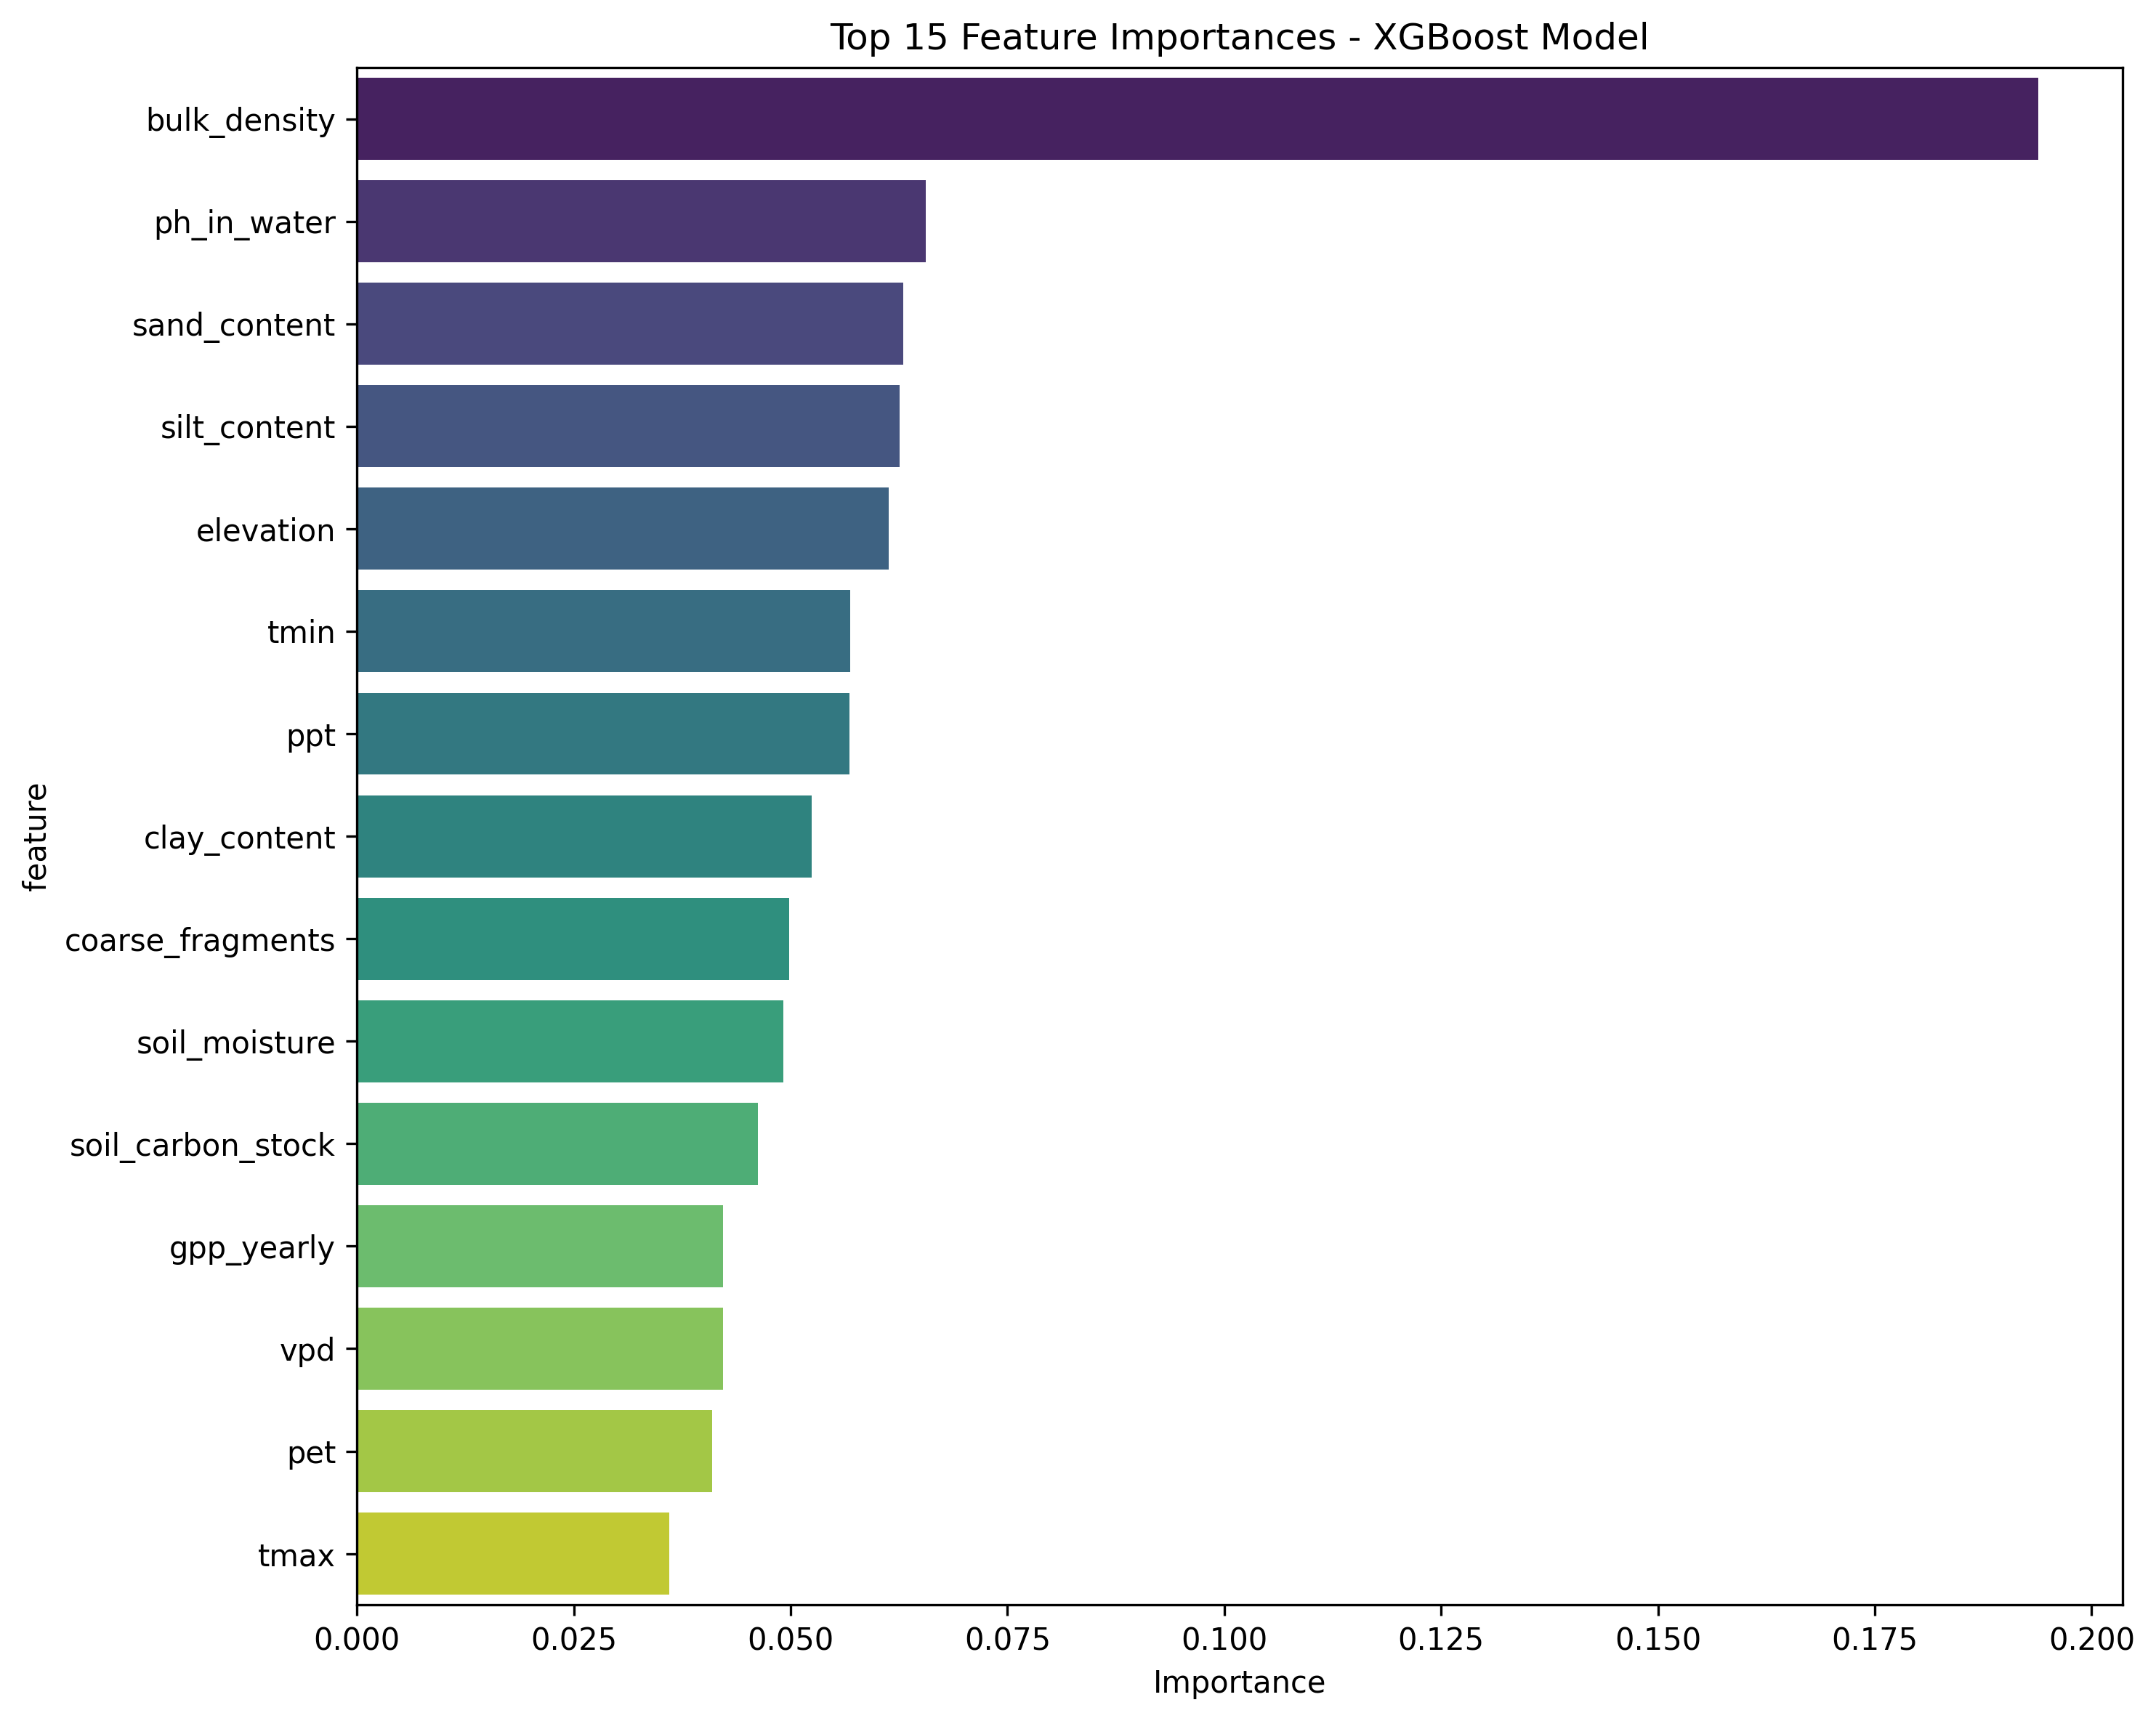 Top 15 Feature Importances - XGBoost Model
bulk_density
ph_in_water
sand_content
silt_content
elevation
tmin
ppt
clay_content
coarse_fragments
soil_moisture
soil_carbon_stock
gpp_yearly
vpd
pet
tmax
feature
0.000 0.025 0.050 0.075 0.100 0.125 0.150 0.175 0.200
Importance